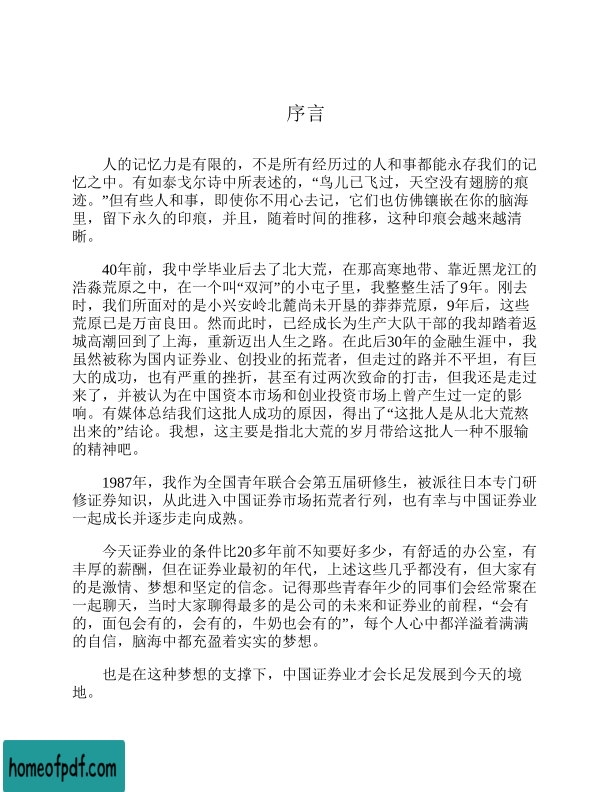 序言
人的记忆力是有限的，不是所有经历过的人和事都能永存我们的记
忆之中。有如泰戈尔诗中所表述的，“鸟儿已飞过，天空没有翅膀的痕
迹。”但有些人和事，即使你不用心去记，它们也仿佛镶嵌在你的脑海
里，留下永久的印痕，并且，随着时间的推移，这种印痕会越来越清
晰。
40年前，我中学毕业后去了北大荒，在那高寒地带、靠近黑龙江的
浩淼荒原之中，在一个叫“双河”的小屯子里，我整整生活了9年。刚去
时，我们所面对的是小兴安岭北麓尚未开垦的莽莽荒原，9年后，这些
荒原已是万亩良田。然而此时，已经成长为生产大队干部的我却踏着返
城高潮回到了上海，重新迈出人生之路。在此后30年的金融生涯中，我
虽然被称为国内证券业、创投业的拓荒者，但走过的路并不平坦，有巨
大的成功，也有严重的挫折，甚至有过两次致命的打击，但我还是走过
来了，并被认为在中国资本市场和创业投资市场上曾产生过一定的影
响。有媒体总结我们这批人成功的原因，得出了“这批人是从北大荒熬
出来的”结论。我想，这主要是指北大荒的岁月带给这批人一种不服输
的精神吧。
1987年，我作为全国青年联合会第五届研修生，被派往日本专门研
修证券知识，从此进入中国证券市场拓荒者行列，也有幸与中国证券业
一起成长并逐步走向成熟。
今天证券业的条件比20多年前不知要好多少，有舒适的办公室，有
丰厚的薪酬，但在证券业最初的年代，上述这些几乎都没有，但大家有
的是激情、梦想和坚定的信念。记得那些青春年少的同事们会经常聚在
一起聊天，当时大家聊得最多的是公司的未来和证券业的前程，“会有
的，面包会有的，会有的，牛奶也会有的”，每个人心中都洋溢着满满
的自信，脑海中都充盈着实实的梦想。
也是在这种梦想的支撑下，中国证券业才会长足发展到今天的境
地。
homeofpdf.com